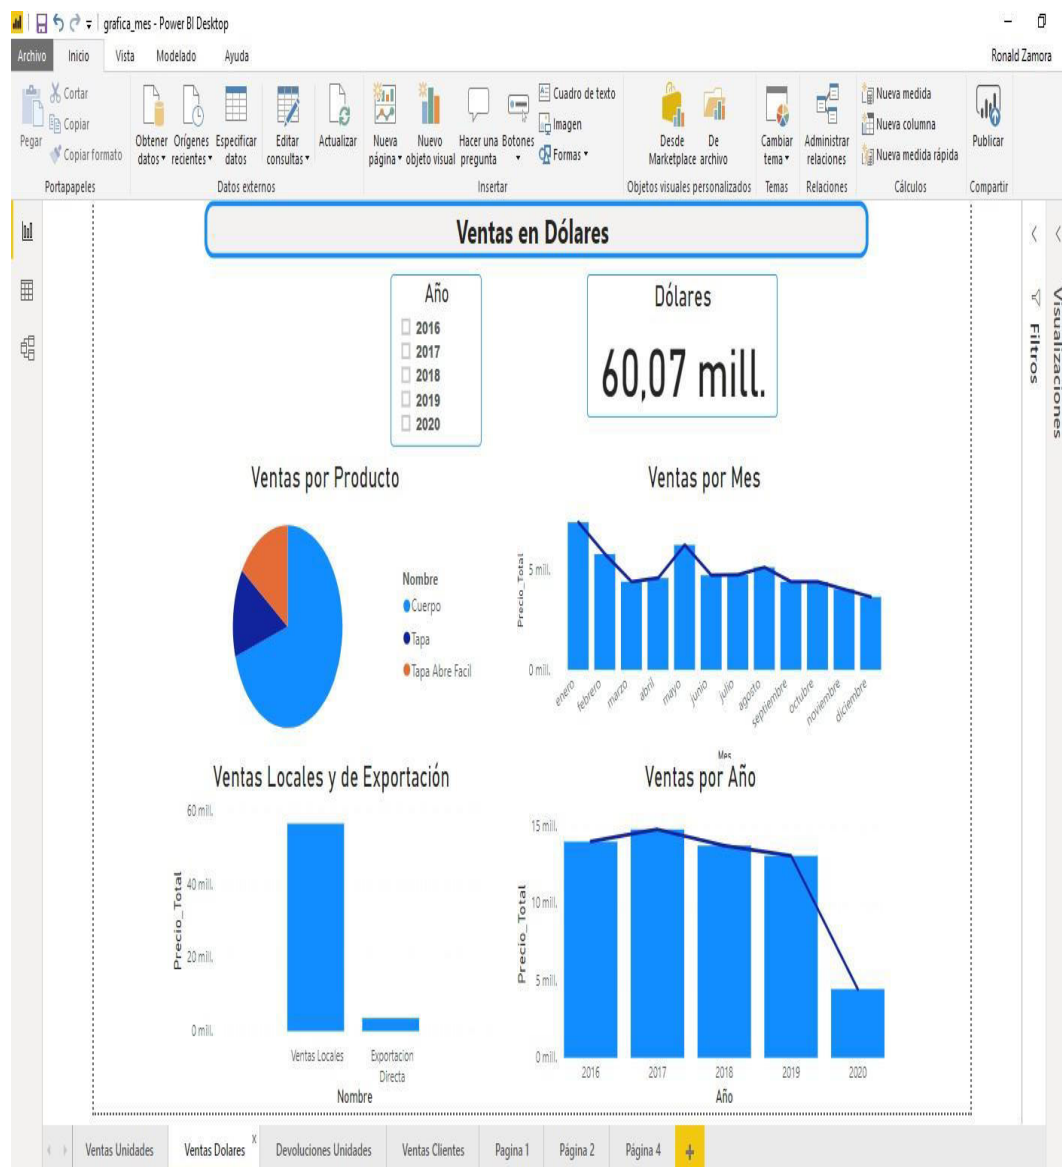 grafica_mes - Power BI Desktop
Archivo Inicio Vista Modelado Ayuda Ronald Zamora
Pegar
Cortar
Copiar
Copiar formato
Portapapeles
Obtener datos
Orígenes recientes
Especificar datos
Editar consultas
Actualizar
Datos externos
Nueva página
Nuevo objeto visual
Hacer una pregunta
Botones
Cuadro de texto
Imagen
Formas
Insertar
Desde Marketplace
De archivo
Objetos visuales personalizados
Cambiar tema
Temas
Administrar relaciones
Relaciones
Nueva medida
Nueva columna
Nueva medida rápida
Cálculos
Publicar
Compartir
Ventas en Dólares
Año
2016
2017
2018
2019
2020
Dólares
60,07 mill.
Ventas por Producto
Nombre
Cuerpo
Tapa
Tapa Abre Facil
Ventas por Mes
Precio_Total
5 mill.
0 mill.
enero febrero marzo abril mayo junio julio agosto septiembre octubre noviembre diciembre
Mes
Ventas Locales y de Exportación
Precio_Total
60 mill.
40 mill.
20 mill.
0 mill.
Ventas Locales
Exportacion Directa
Nombre
Ventas por Año
Precio_Total
15 mill.
10 mill.
5 mill.
0 mill.
2016 2017 2018 2019 2020
Año
Filtros
Visualizaciones
Ventas Unidades Ventas Dolares x Devoluciones Unidades Ventas Clientes Pagina 1 Página 2 Página 4 +